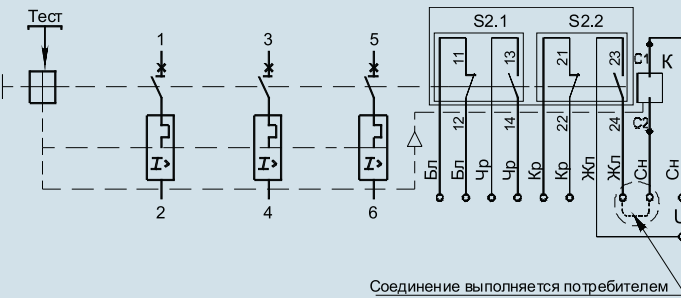 Тест
S2.1 S2.2
1 3 5
11 13 21 23 C1 K
I> I> I>
12 14 22 24 C2
Бл Бл Чр Чр Кр Кр Жл Жл Сн Сн
2 4 6
Соединение выполняется потребителем